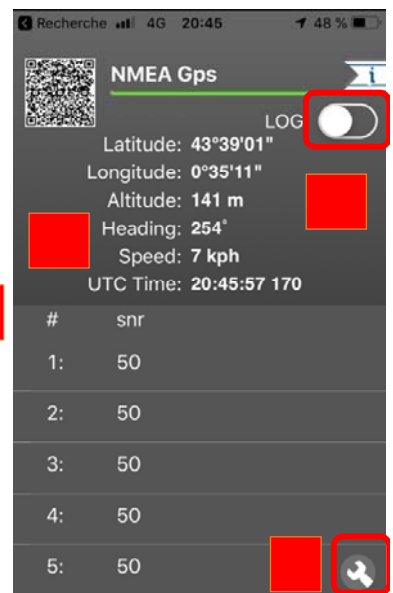 Recherche 4G 20:45 48 %
NMEA Gps
i
LOG
Latitude: 43°39'01"
Longitude: 0°35'11"
Altitude: 141 m
Heading: 254°
Speed: 7 kph
UTC Time: 20:45:57 170
# snr
1: 50
2: 50
3: 50
4: 50
5: 50